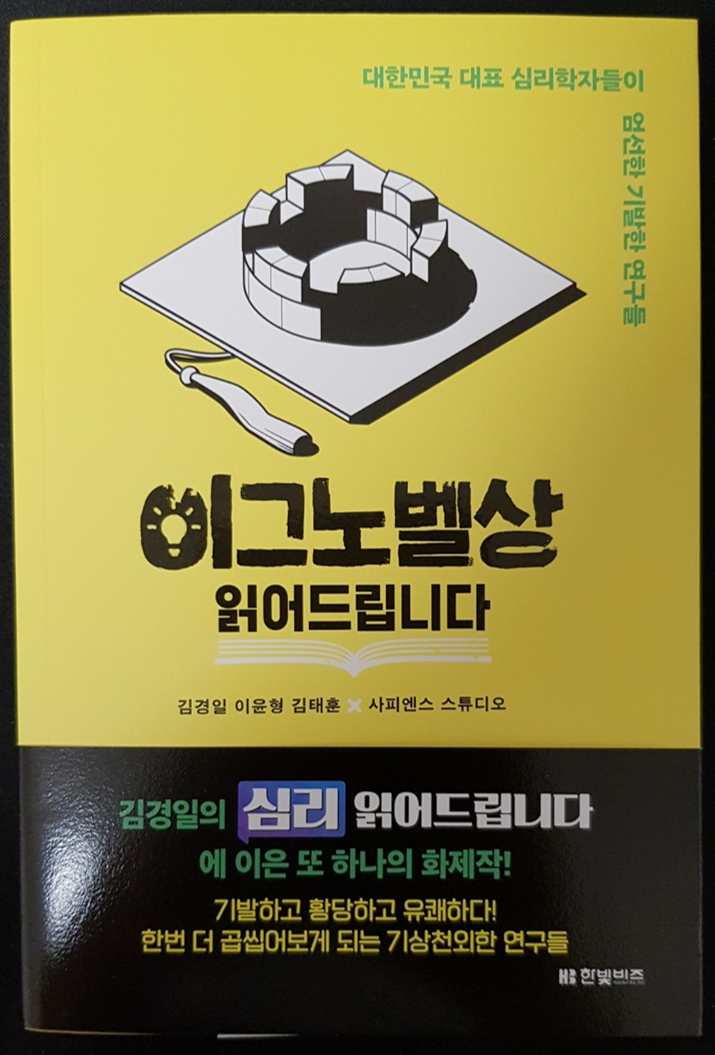 대한민국 대표 심리학자들이
엄선한 기발한 연구들
이그노벨상
읽어드립니다
김경일 이윤형 김태훈 × 사피엔스 스튜디오
김경일의 심리 읽어드립니다
에 이은 또 하나의 화제작!
기발하고 황당하고 유쾌하다!
한번 더 곱씹어보게 되는 기상천외한 연구들
HB 한빛비즈